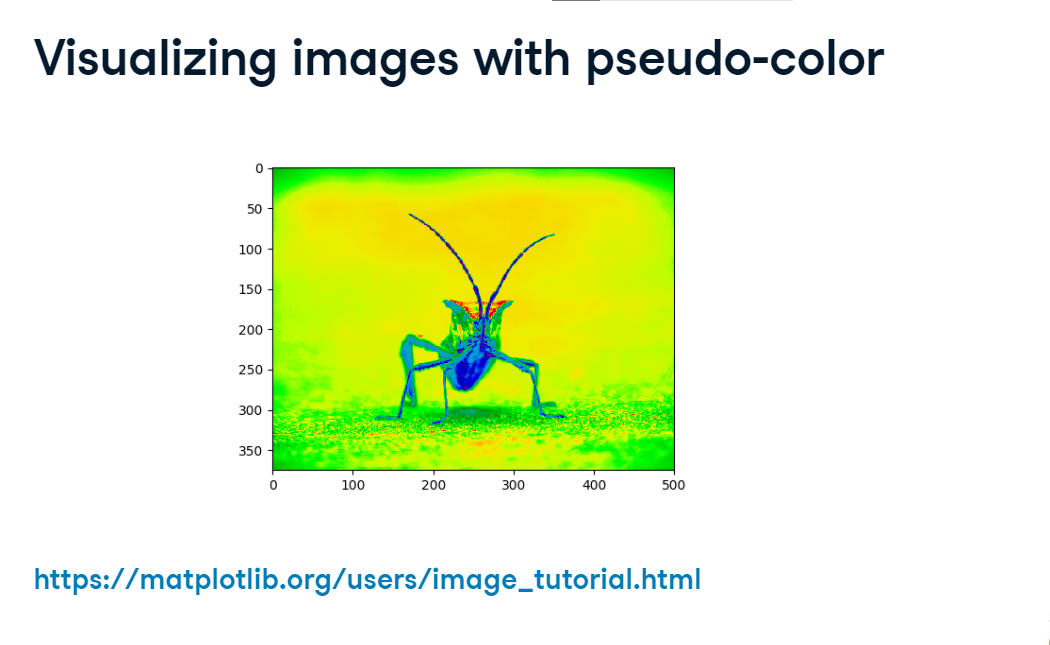 Visualizing images with pseudo-color
0
50
100
150
200
250
300
350
0 100 200 300 400 500
https://matplotlib.org/users/image_tutorial.html